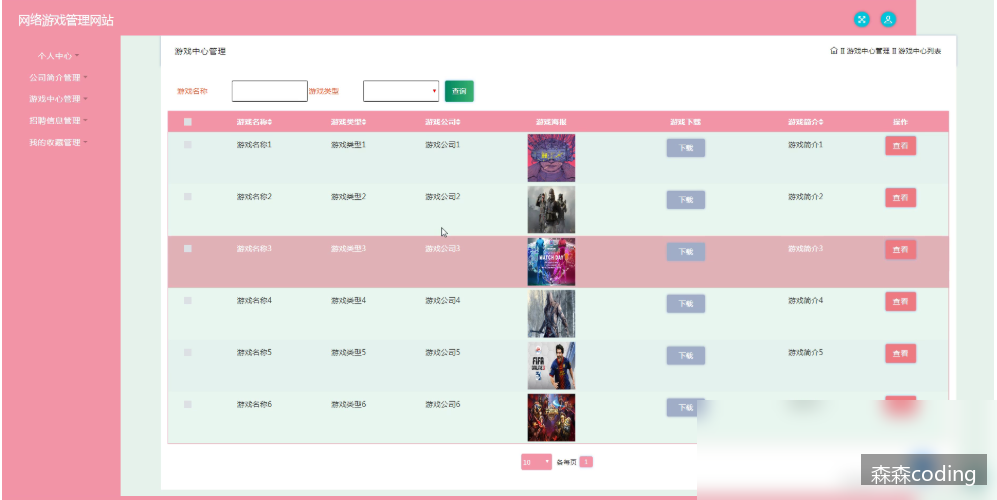 网络游戏管理网站
个人中心
公司简介管理
游戏中心管理
招聘信息管理
我的收藏管理
游戏中心管理
游戏中心管理 游戏中心列表
游戏名称 游戏类型 查询
游戏名称 游戏类型 游戏公司 游戏海报 游戏下载 游戏简介 操作
游戏名称1 游戏类型1 游戏公司1 下载 游戏简介1 查看
游戏名称2 游戏类型2 游戏公司2 下载 游戏简介2 查看
游戏名称3 游戏类型3 游戏公司3 WATCH DAY 下载 游戏简介3 查看
游戏名称4 游戏类型4 游戏公司4 下载 游戏简介4 查看
游戏名称5 游戏类型5 游戏公司5 FIFA 下载 游戏简介5 查看
游戏名称6 游戏类型6 游戏公司6 下载
10 条每页 1
森森coding